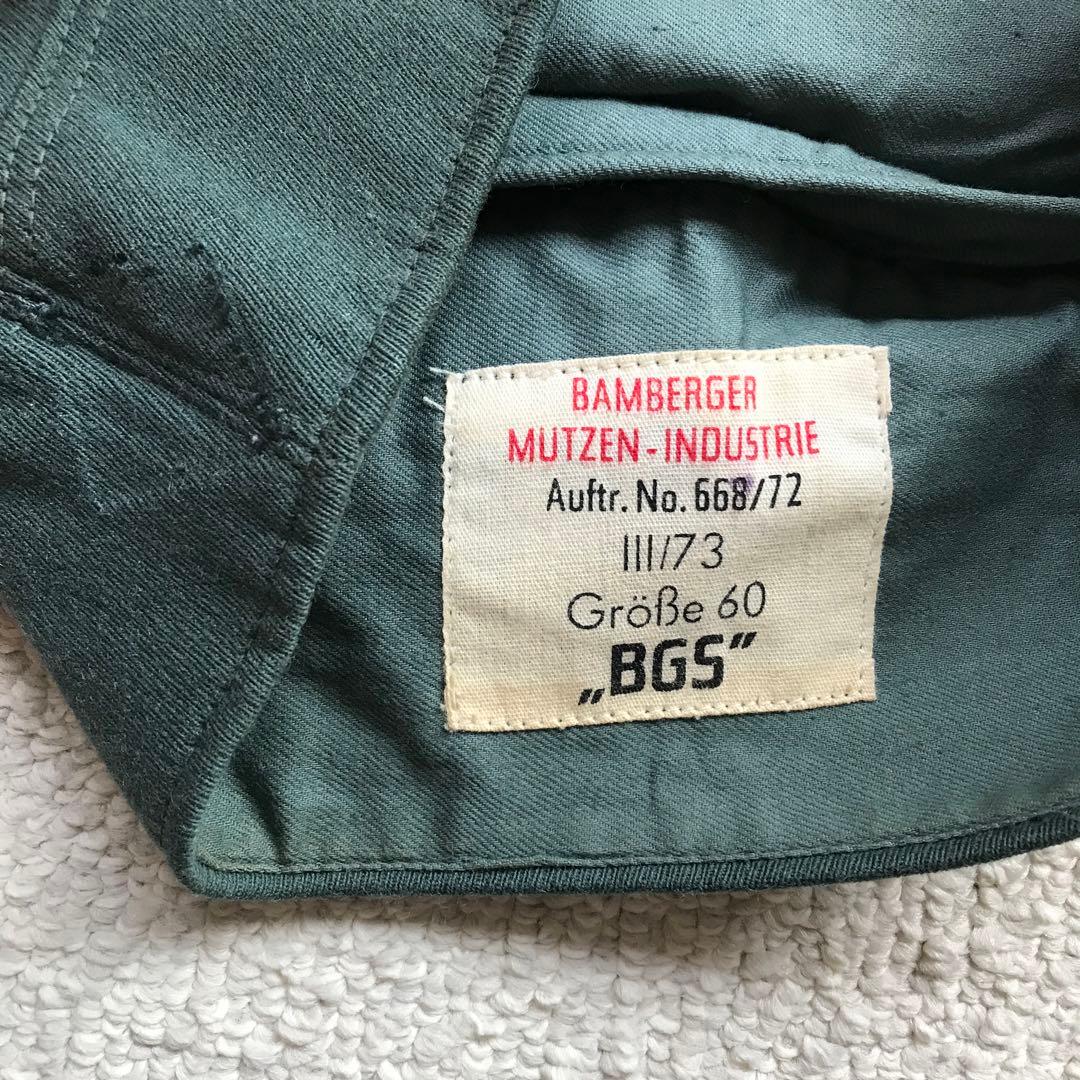 BAMBERGER
MUTZEN-INDUSTRIE
Auftr. No. 668/72
III/73
Größe 60
„BGS"